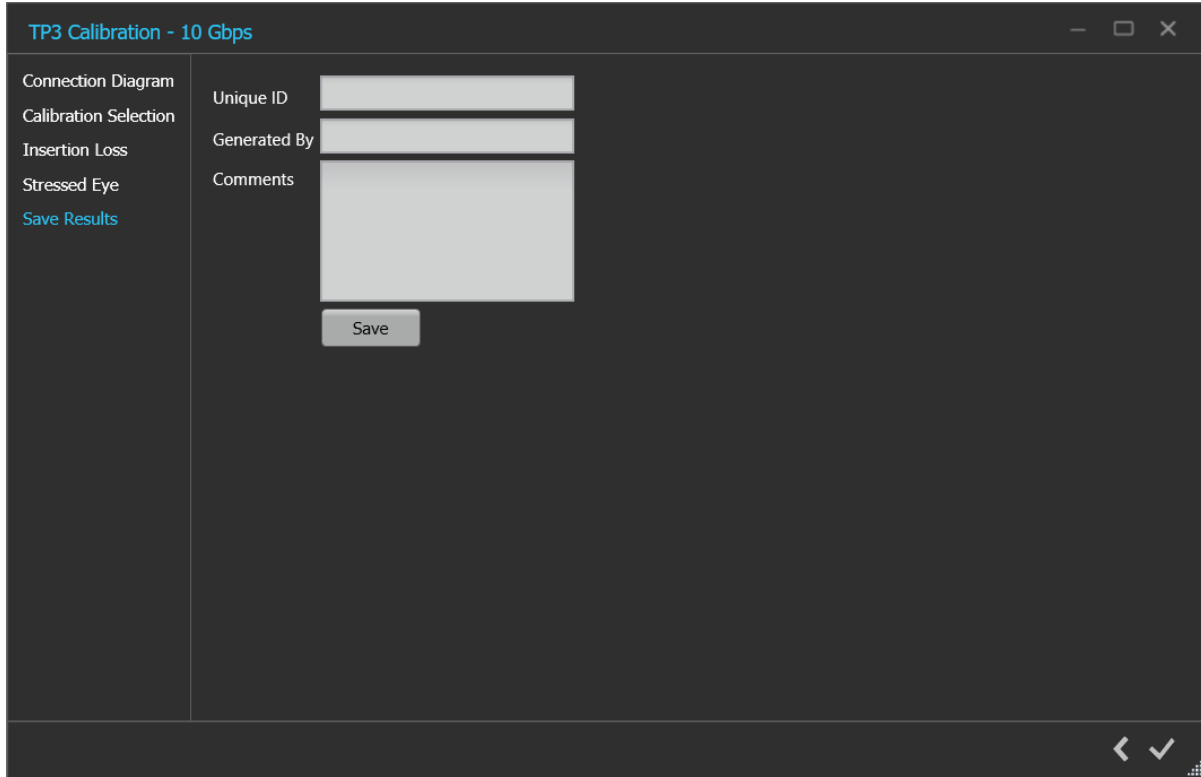 TP3 Calibration - 10 Gbps
Connection Diagram
Calibration Selection
Insertion Loss
Stressed Eye
Save Results
Unique ID
Generated By
Comments
Save